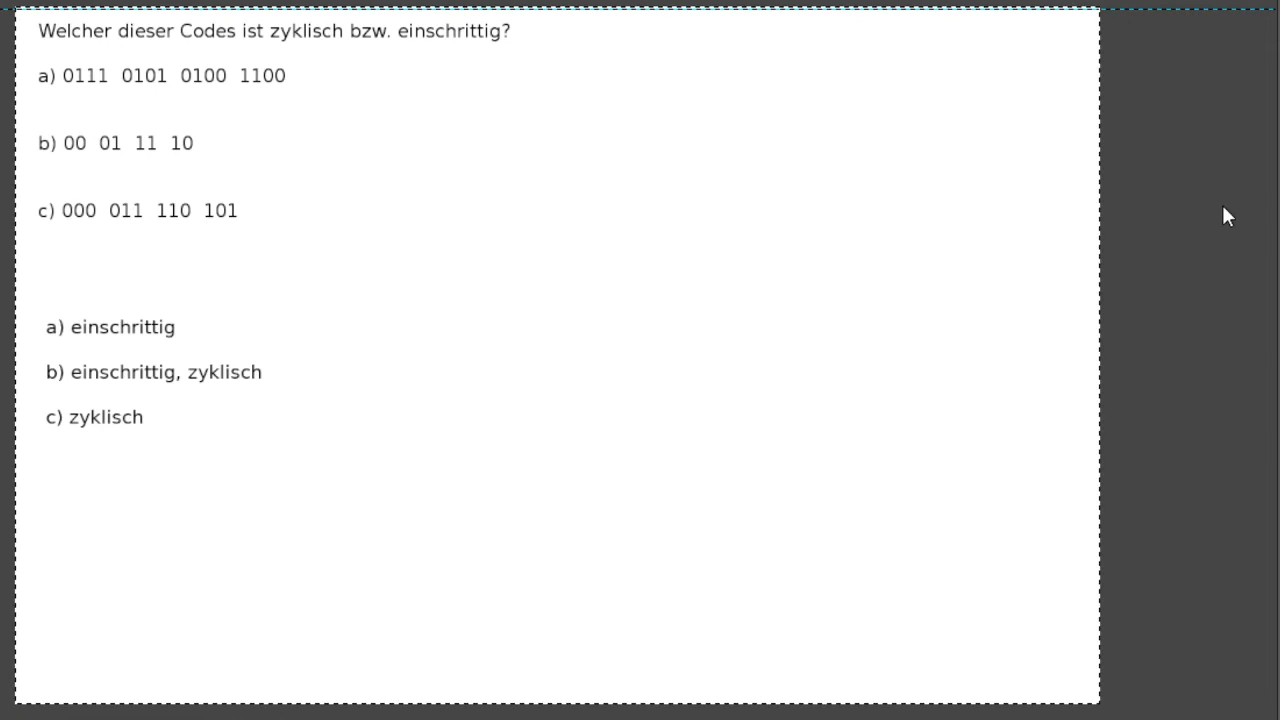 Welcher dieser Codes ist zyklisch bzw. einschrittig?
a) 0111 0101 0100 1100
b) 00 01 11 10
c) 000 011 110 101
a) einschrittig
b) einschrittig, zyklisch
c) zyklisch